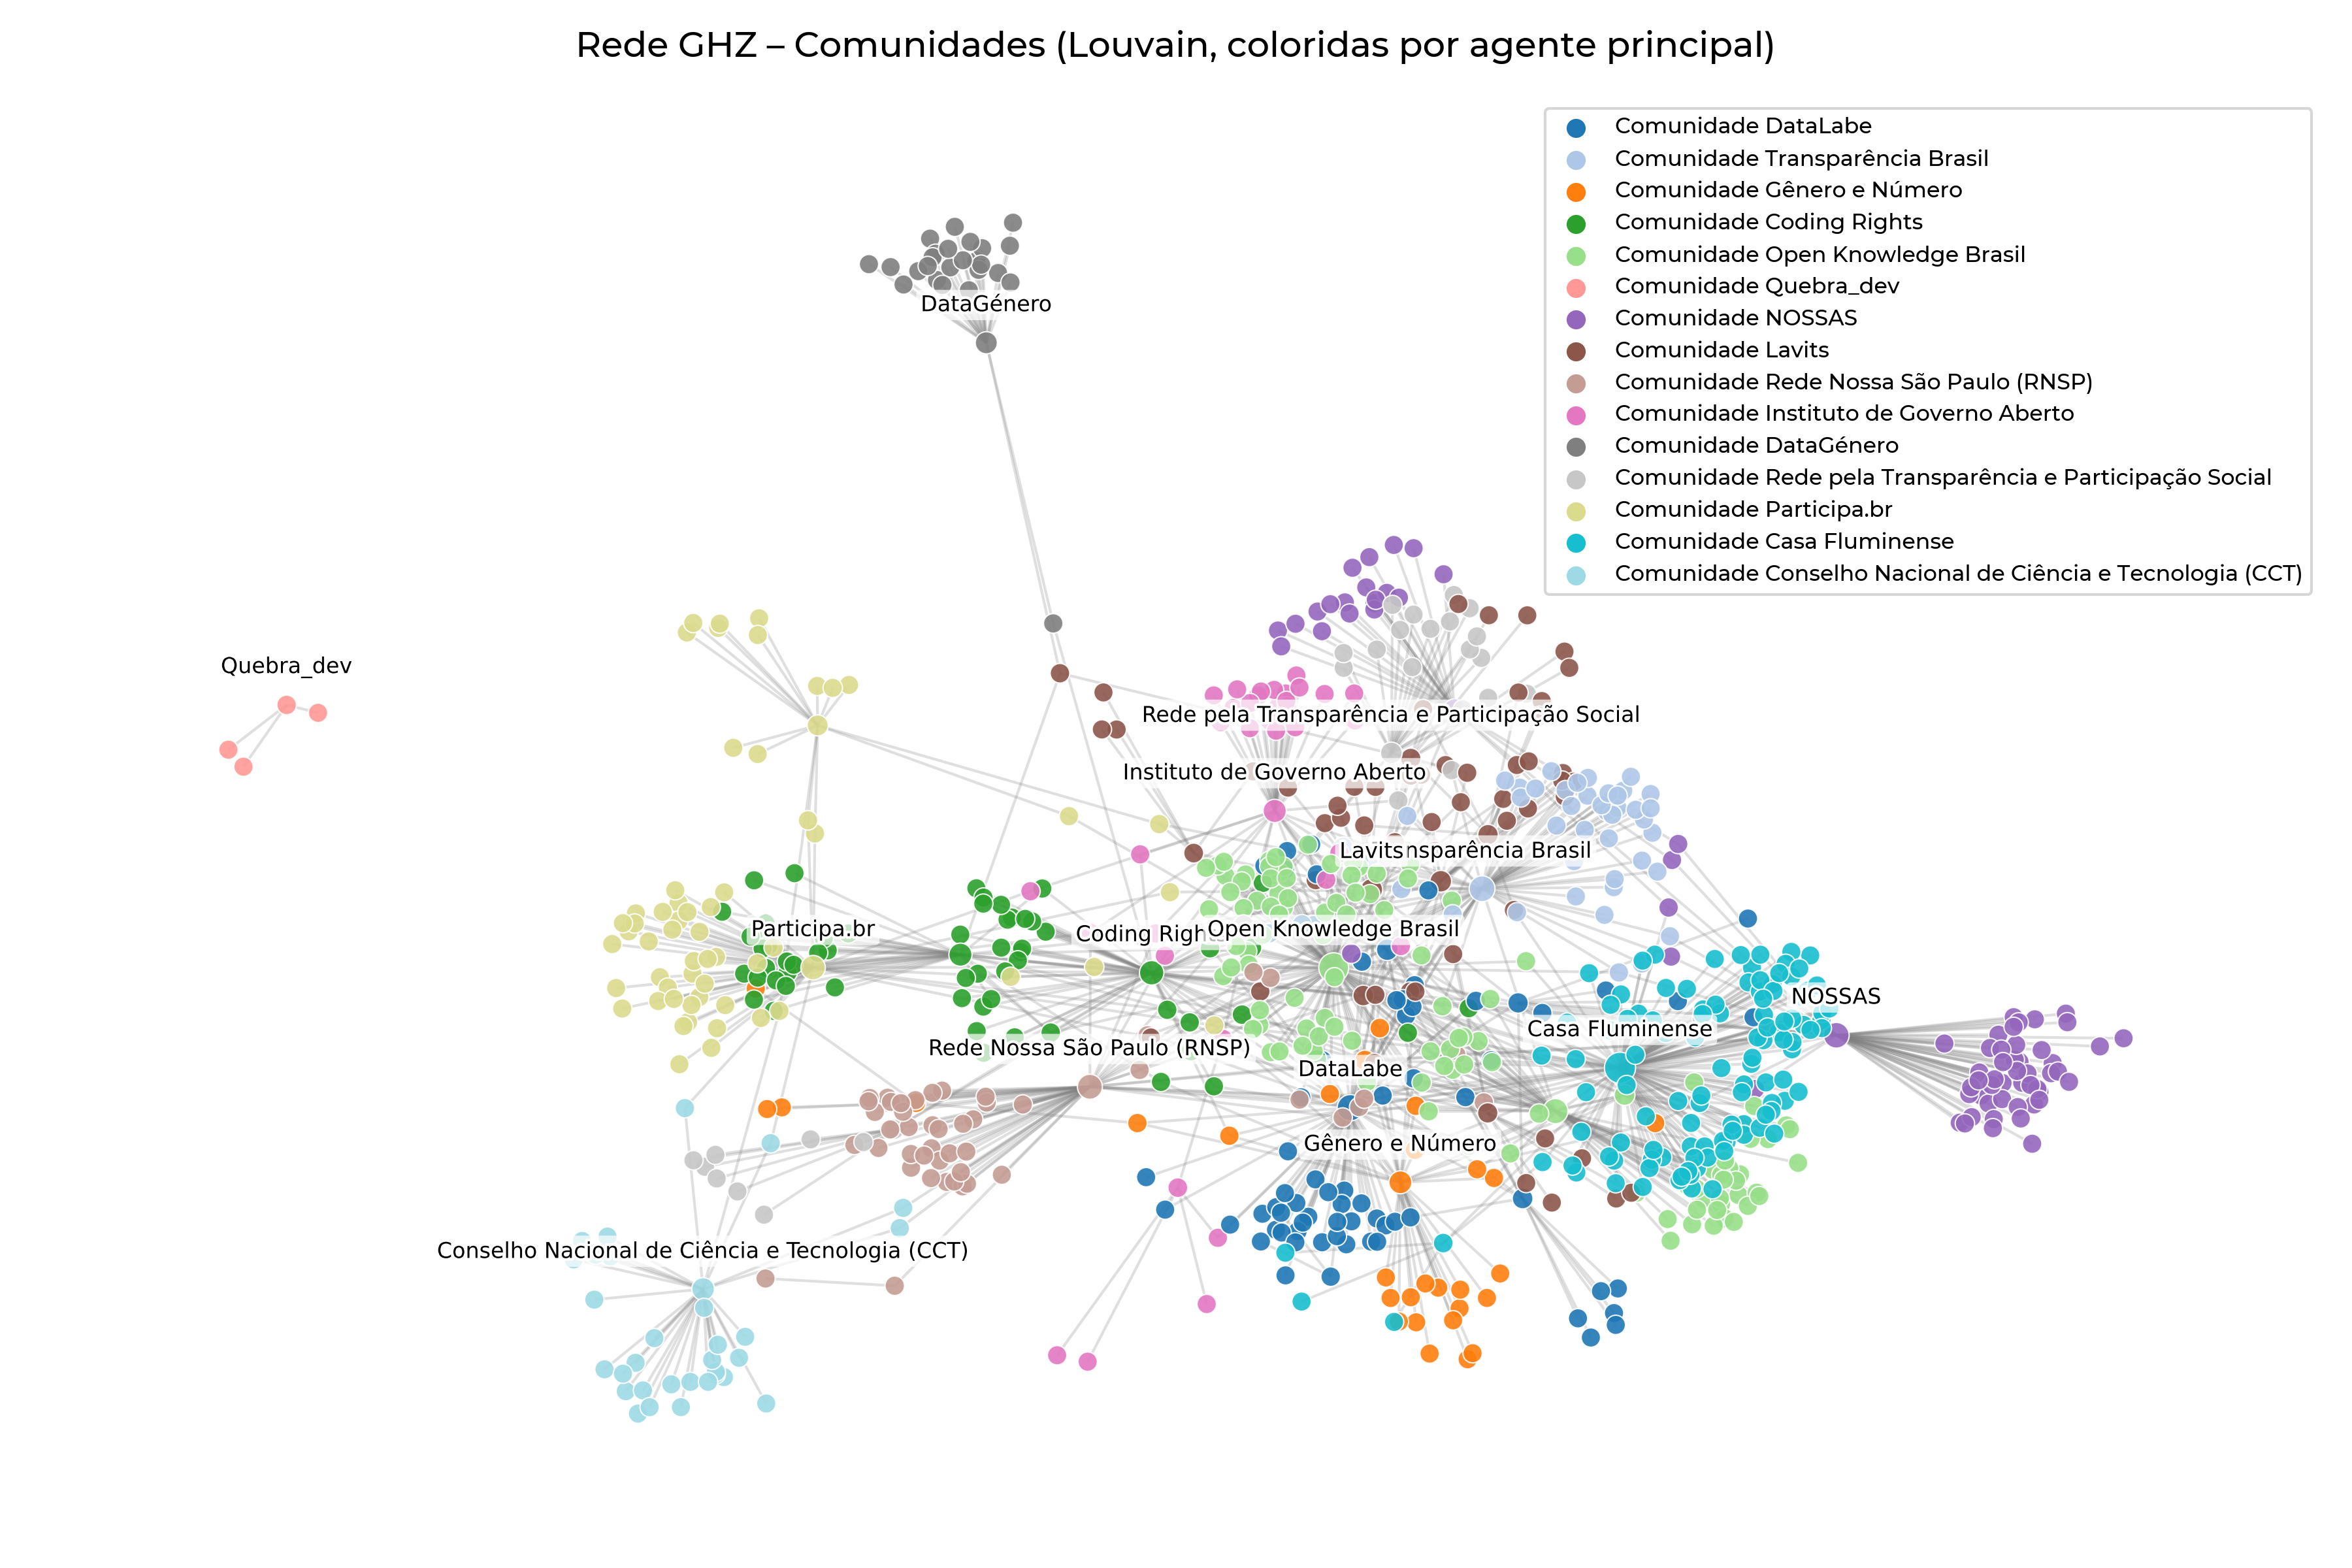 Rede GHZ – Comunidades (Louvain, coloridas por agente principal)
Comunidade DataLabe
Comunidade Transparência Brasil
Comunidade Gênero e Número
Comunidade Coding Rights
Comunidade Open Knowledge Brasil
Comunidade Quebra_dev
Comunidade NOSSAS
Comunidade Lavits
Comunidade Rede Nossa São Paulo (RNSP)
Comunidade Instituto de Governo Aberto
Comunidade DataGénero
Comunidade Rede pela Transparência e Participação Social
Comunidade Participa.br
Comunidade Casa Fluminense
Comunidade Conselho Nacional de Ciência e Tecnologia (CCT)
DataGénero
Quebra_dev
Rede pela Transparência e Participação Social
Instituto de Governo Aberto
Lavits
Brasil
Participa.br
Coding
Open Knowledge Brasil
NOSSAS
Casa Fluminense
Rede Nossa São Paulo (RNSP)
DataLabe
Gênero e Número
Conselho Nacional de Ciência e Tecnologia (CCT)